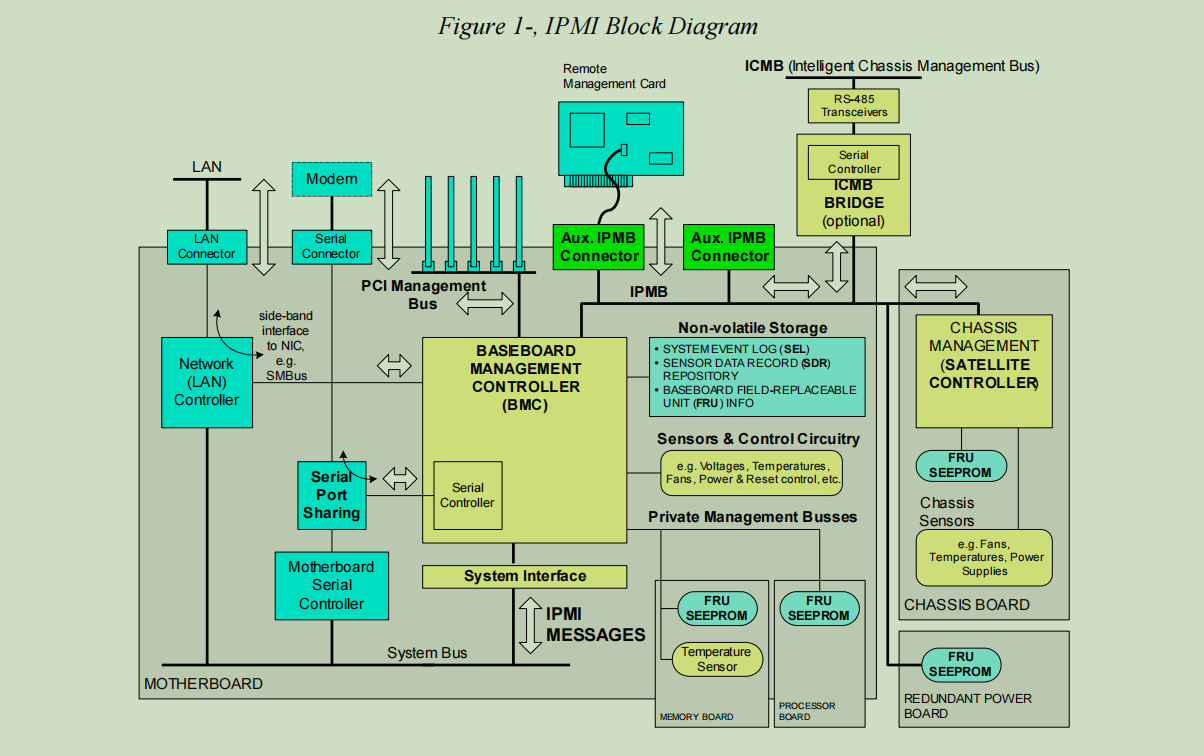 Figure 1-, IPMI Block Diagram
Remote
Management Card
ICMB (Intelligent Chassis Management Bus)
RS-485
Transceivers
Serial
Controller
ICMB
BRIDGE
(optional)
LAN
Modem
LAN
Connector
Serial
Connector
Aux. IPMB
Connector
Aux. IPMB
Connector
PCI Management
Bus
IPMB
side-band
interface
to NIC,
e.g.
SMBus
Network
(LAN)
Controller
BASEBOARD
MANAGEMENT
CONTROLLER
(BMC)
Serial
Controller
Non-volatile Storage
• SYSTEM EVENT LOG (SEL)
• SENSOR DATA RECORD (SDR)
REPOSITORY
• BASEBOARD FIELD-REPLACEABLE
UNIT (FRU) INFO
Sensors & Control Circuitry
e.g. Voltages, Temperatures,
Fans, Power & Reset control, etc.
Private Management Busses
CHASSIS
MANAGEMENT
(SATELLITE
CONTROLLER)
FRU
SEEPROM
Chassis
Sensors
e.g. Fans,
Temperatures, Power
Supplies
CHASSIS BOARD
Serial
Port
Sharing
Motherboard
Serial
Controller
System Interface
IPMI
MESSAGES
System Bus
MOTHERBOARD
FRU
SEEPROM
Temperature
Sensor
MEMORY BOARD
FRU
SEEPROM
PROCESSOR
BOARD
FRU
SEEPROM
REDUNDANT POWER
BOARD